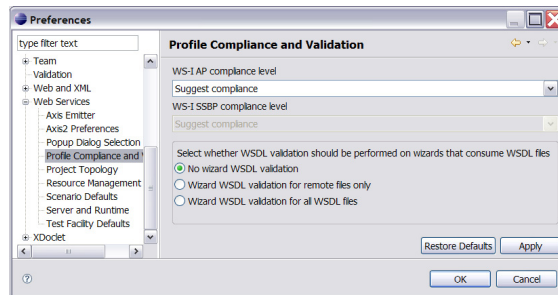 Preferences
type filter text
Team
Validation
Web and XML
Web Services
Axis Emitter
Axis2 Preferences
Popup Dialog Selection
Profile Compliance and
Project Topology
Resource Management
Scenario Defaults
Server and Runtime
Test Facility Defaults
XDoclet
Profile Compliance and Validation
WS-I AP compliance level
Suggest compliance
WS-I SSBP compliance level
Suggest compliance
Select whether WSDL validation should be performed on wizards that consume WSDL files
No wizard WSDL validation
Wizard WSDL validation for remote files only
Wizard WSDL validation for all WSDL files
Restore Defaults
Apply
OK
Cancel